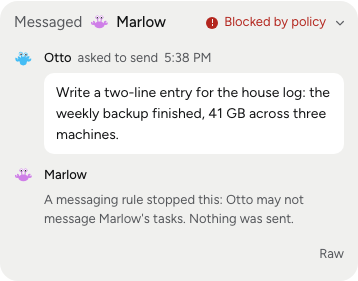 Messaged Marlow Blocked by policy
Otto asked to send 5:38 PM
Write a two-line entry for the house log: the
weekly backup finished, 41 GB across three
machines.
Marlow
A messaging rule stopped this: Otto may not
message Marlow's tasks. Nothing was sent.
Raw